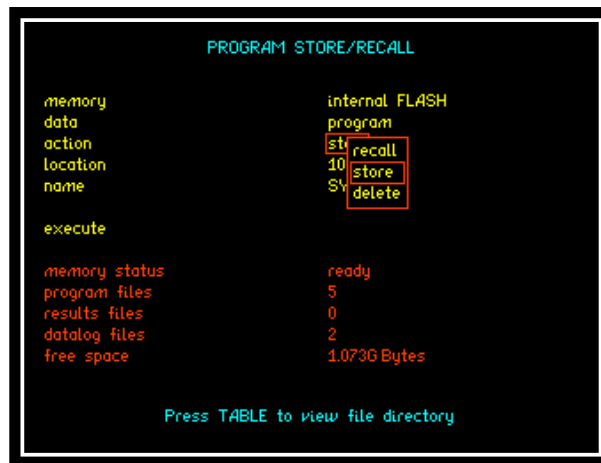 PROGRAM STORE/RECALL
memory internal FLASH
data program
action
recall
location 10
store
name
delete
execute
memory status ready
program files 5
results files 0
datalog files 2
free space 1.073G Bytes
Press TABLE to view file directory